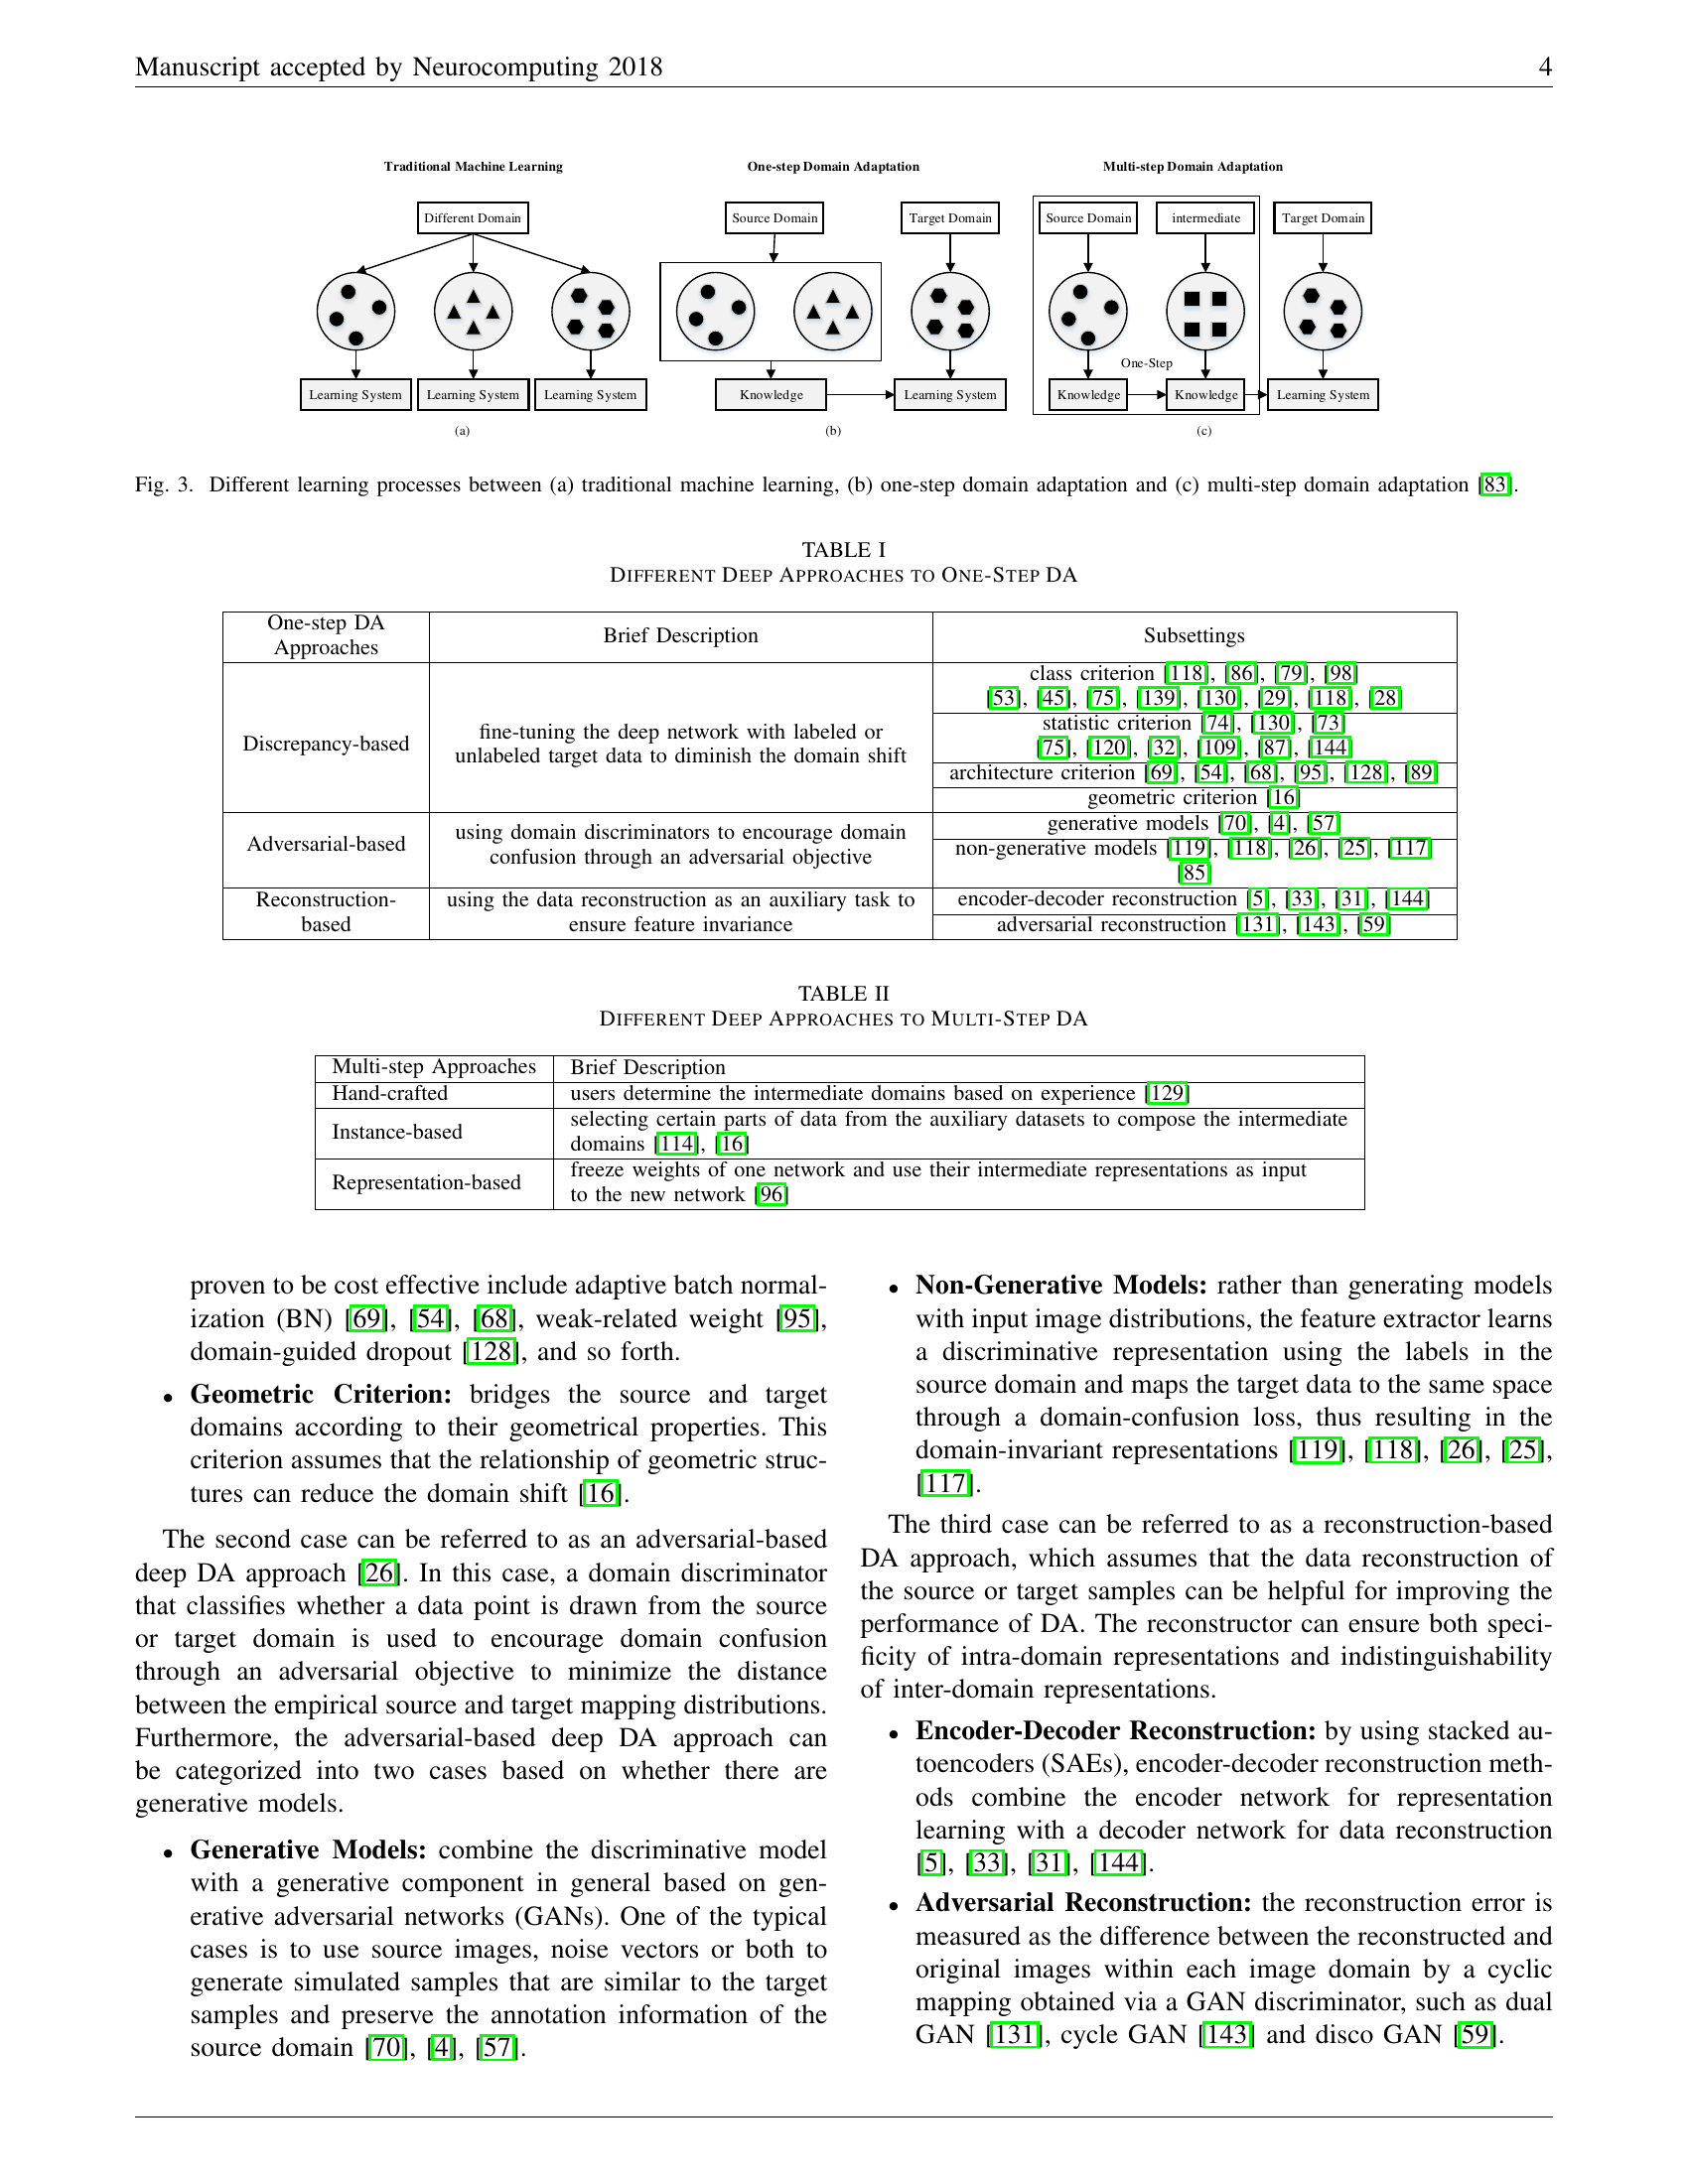 Manuscript accepted by Neurocomputing 2018 4
Traditional Machine Learning
Different Domain
Learning System Learning System Learning System
(a)
One-step Domain Adaptation
Source Domain Target Domain
Knowledge Learning System
(b)
Multi-step Domain Adaptation
Source Domain intermediate Target Domain
One-Step
Knowledge Knowledge Learning System
(c)
Fig. 3. Different learning processes between (a) traditional machine learning, (b) one-step domain adaptation and (c) multi-step domain adaptation [83].
TABLE I
DIFFERENT DEEP APPROACHES TO ONE-STEP DA
One-step DA
Approaches
Brief Description
Subsettings
Discrepancy-based
fine-tuning the deep network with labeled or
unlabeled target data to diminish the domain shift
class criterion [118], [86], [79], [98]
[53], [45], [75], [139], [130], [29], [118], [28]
statistic criterion [74], [130], [73]
[75], [120], [32], [109], [87], [144]
architecture criterion [69], [54], [68], [95], [128], [89]
geometric criterion [16]
Adversarial-based
using domain discriminators to encourage domain
confusion through an adversarial objective
generative models [70], [4], [57]
non-generative models [119], [118], [26], [25], [117]
[85]
Reconstruction-
based
using the data reconstruction as an auxiliary task to
ensure feature invariance
encoder-decoder reconstruction [5], [33], [31], [144]
adversarial reconstruction [131], [143], [59]
TABLE II
DIFFERENT DEEP APPROACHES TO MULTI-STEP DA
Multi-step Approaches Brief Description
Hand-crafted users determine the intermediate domains based on experience [129]
Instance-based
selecting certain parts of data from the auxiliary datasets to compose the intermediate
domains [114], [16]
Representation-based
freeze weights of one network and use their intermediate representations as input
to the new network [96]
proven to be cost effective include adaptive batch normal-
ization (BN) [69], [54], [68], weak-related weight [95],
domain-guided dropout [128], and so forth.
• Geometric Criterion: bridges the source and target
domains according to their geometrical properties. This
criterion assumes that the relationship of geometric struc-
tures can reduce the domain shift [16].
The second case can be referred to as an adversarial-based
deep DA approach [26]. In this case, a domain discriminator
that classifies whether a data point is drawn from the source
or target domain is used to encourage domain confusion
through an adversarial objective to minimize the distance
between the empirical source and target mapping distributions.
Furthermore, the adversarial-based deep DA approach can
be categorized into two cases based on whether there are
generative models.
• Generative Models: combine the discriminative model
with a generative component in general based on gen-
erative adversarial networks (GANs). One of the typical
cases is to use source images, noise vectors or both to
generate simulated samples that are similar to the target
samples and preserve the annotation information of the
source domain [70], [4], [57].
• Non-Generative Models: rather than generating models
with input image distributions, the feature extractor learns
a discriminative representation using the labels in the
source domain and maps the target data to the same space
through a domain-confusion loss, thus resulting in the
domain-invariant representations [119], [118], [26], [25],
[117].
The third case can be referred to as a reconstruction-based
DA approach, which assumes that the data reconstruction of
the source or target samples can be helpful for improving the
performance of DA. The reconstructor can ensure both speci-
ficity of intra-domain representations and indistinguishability
of inter-domain representations.
• Encoder-Decoder Reconstruction: by using stacked au-
toencoders (SAEs), encoder-decoder reconstruction meth-
ods combine the encoder network for representation
learning with a decoder network for data reconstruction
[5], [33], [31], [144].
• Adversarial Reconstruction: the reconstruction error is
measured as the difference between the reconstructed and
original images within each image domain by a cyclic
mapping obtained via a GAN discriminator, such as dual
GAN [131], cycle GAN [143] and disco GAN [59].